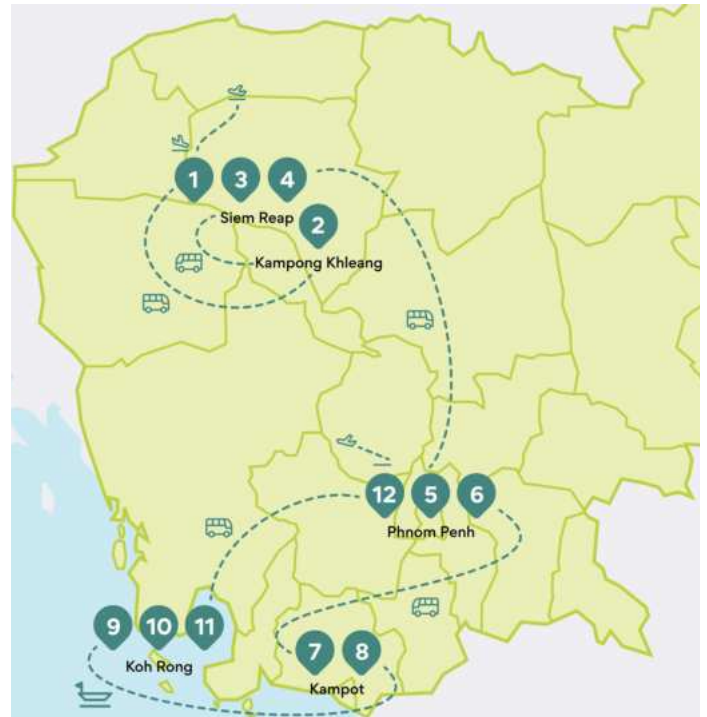 1 3 4
Siem Reap
2
Kampong Khleang
12 5 6
Phnom Penh
9 10 11
Koh Rong
7 8
Kampot